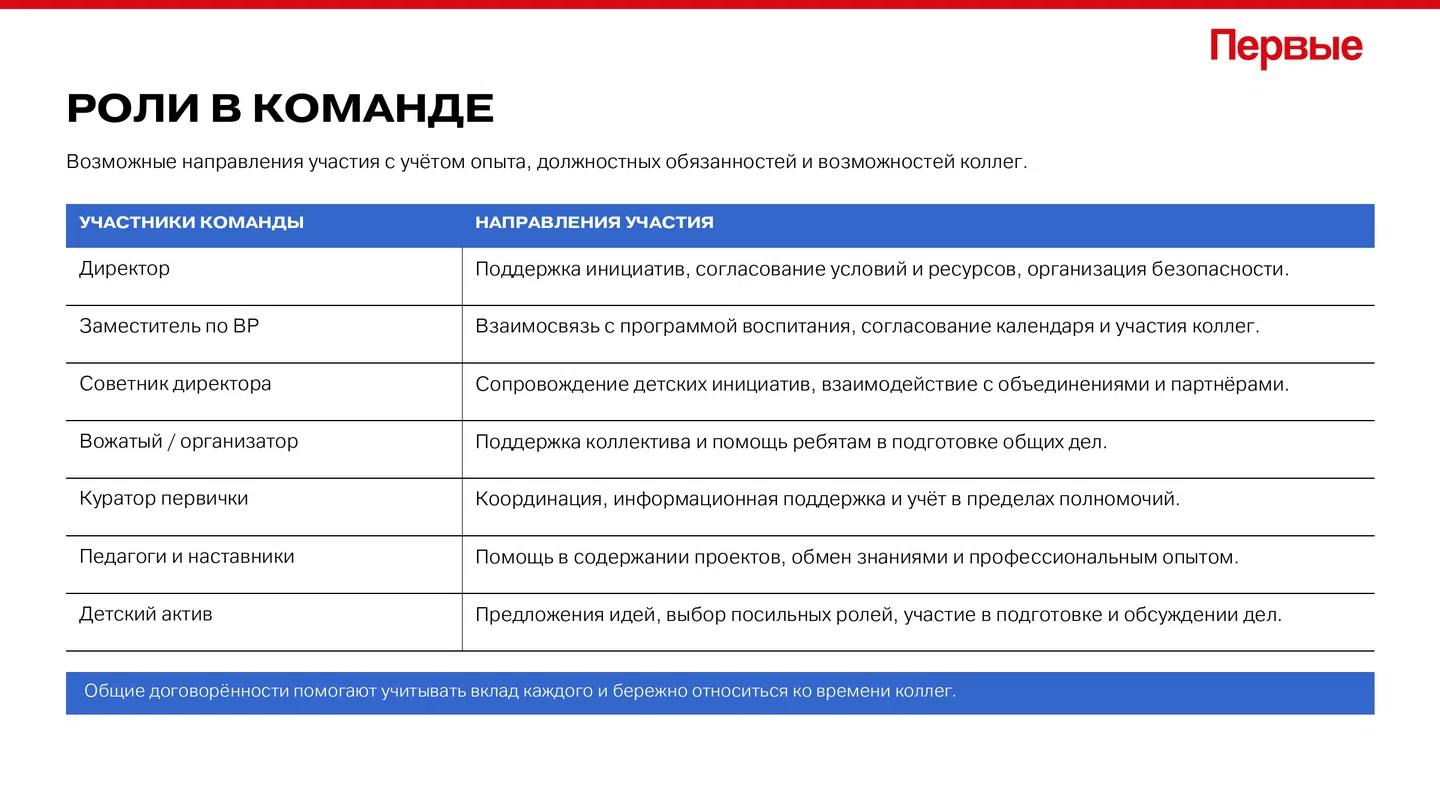 Первые
РОЛИ В КОМАНДЕ
Возможные направления участия с учётом опыта, должностных обязанностей и возможностей коллег.
УЧАСТНИКИ КОМАНДЫ НАПРАВЛЕНИЯ УЧАСТИЯ
Директор Поддержка инициатив, согласование условий и ресурсов, организация безопасности.
Заместитель по ВР Взаимосвязь с программой воспитания, согласование календаря и участия коллег.
Советник директора Сопровождение детских инициатив, взаимодействие с объединениями и партнёрами.
Вожатый / организатор Поддержка коллектива и помощь ребятам в подготовке общих дел.
Куратор первички Координация, информационная поддержка и учёт в пределах полномочий.
Педагоги и наставники Помощь в содержании проектов, обмен знаниями и профессиональным опытом.
Детский актив Предложения идей, выбор посильных ролей, участие в подготовке и обсуждении дел.
Общие договорённости помогают учитывать вклад каждого и бережно относиться ко времени коллег.